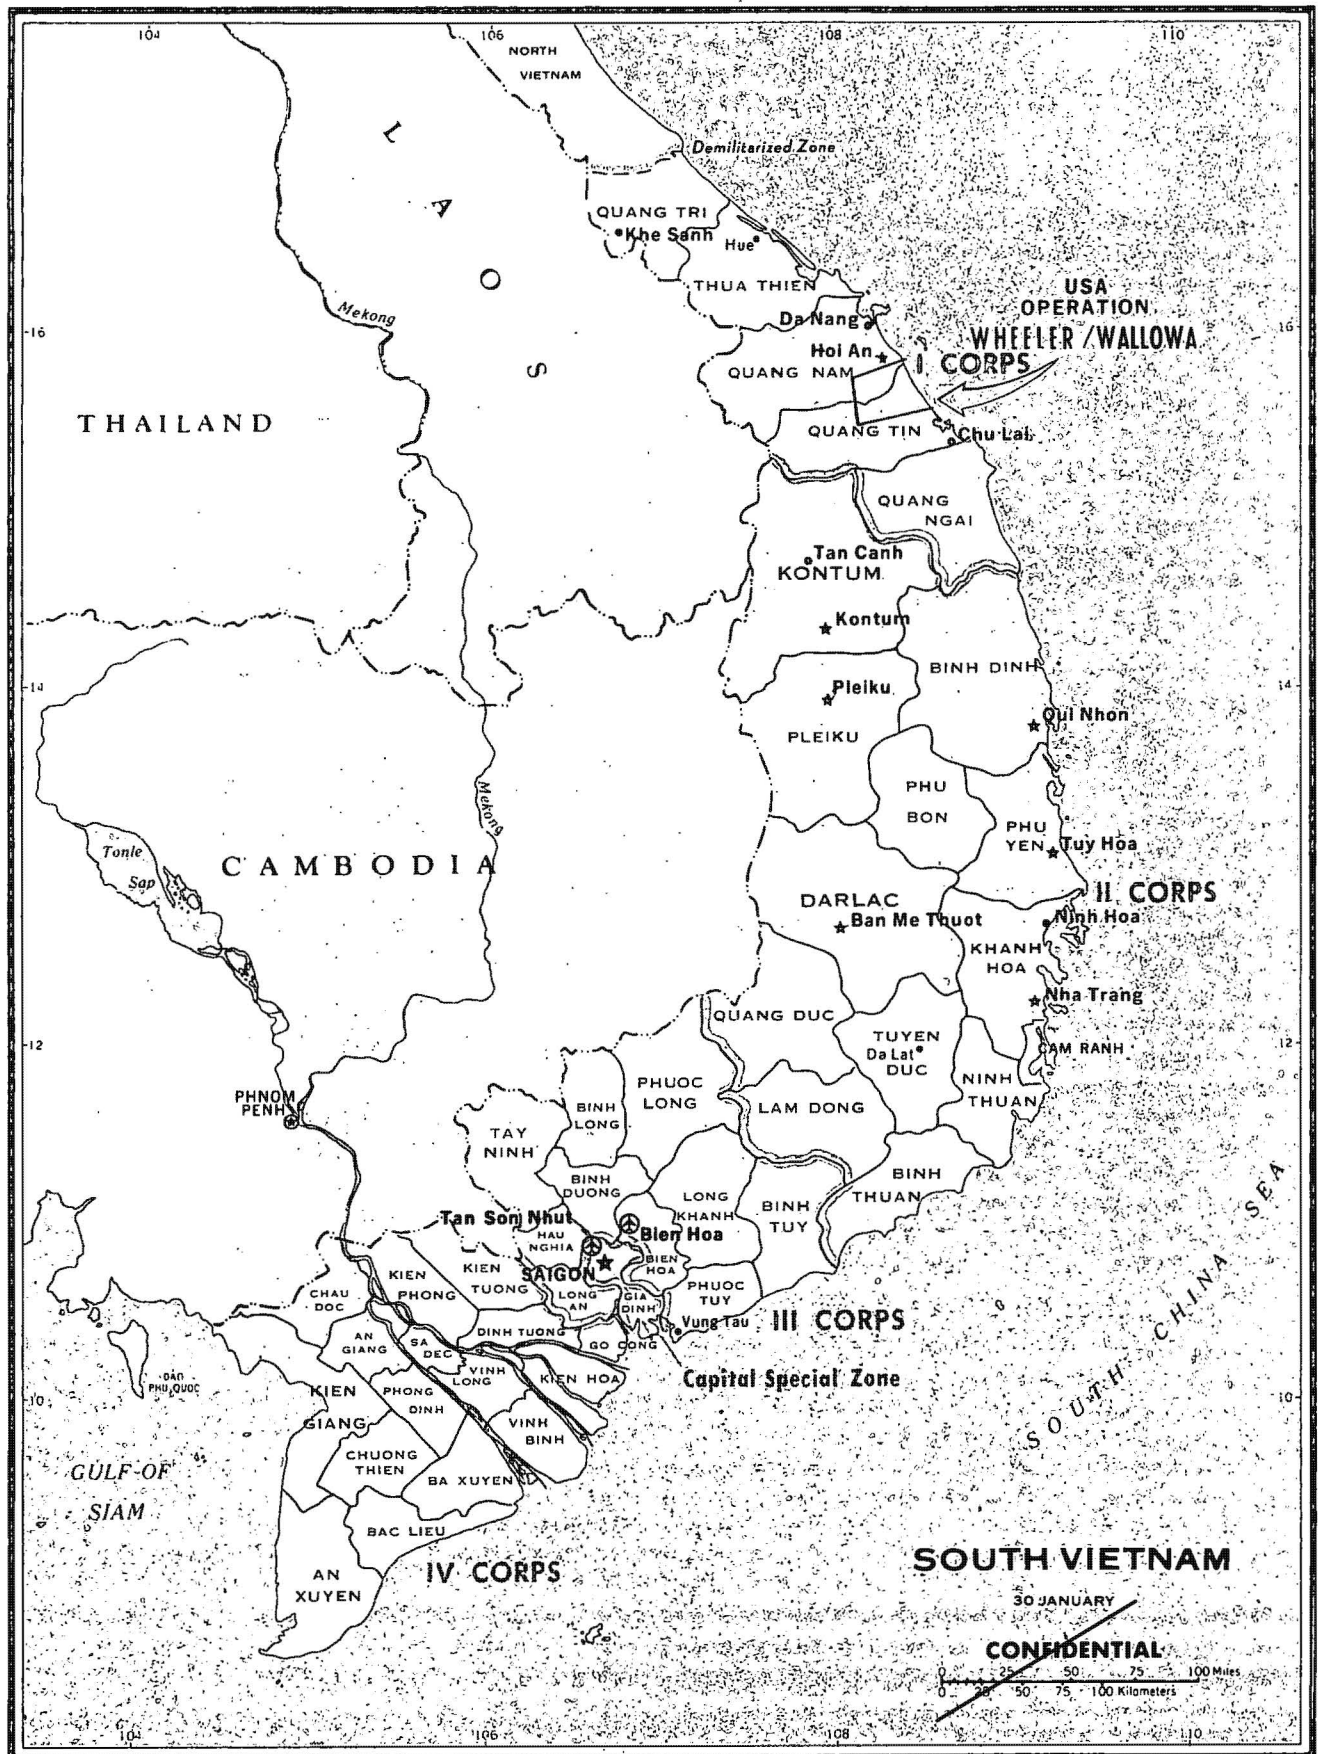 104 106 108 110
NORTH
VIETNAM
LAOS
Demilitarized Zone
QUANG TRI
Khe Sanh
Hue
THUA THIEN
USA
OPERATION
WHEELER/WALLOWA
Mekong
16 16
Da Nang
Hoi An
I CORPS
QUANG NAM
THAILAND
QUANG TIN
Chu Lai
QUANG
NGAI
Tan Canh
KONTUM
Kontum
BINH DINH
14 14
Pleiku
Qui Nhon
PLEIKU
Mekong
PHU
BON
PHU
YEN
Tuy Hoa
Tonle
Sap
CAMBODIA
DARLAC
II CORPS
Ban Me Thuot
Ninh Hoa
KHANH
HOA
Nha Trang
QUANG DUC
TUYEN
DUC
Da Lat
12 12
CAM RANH
PHNOM
PENH
PHUOC
LONG
BINH
LONG
LAM DONG
NINH
THUAN
TAY
NINH
BINH
DUONG
LONG
KHANH
BINH
TUY
BINH
THUAN
Tan Son Nhut
Bien Hoa
HAU
NGHIA
BIEN
HOA
SAIGON
KIEN
PHONG
KIEN
TUONG
LONG
AN
GIA
DINH
PHUOC
TUY
CHAU
DOC
Vung Tau
III CORPS
AN
GIANG
SA
DEC
DINH TUONG
GO CONG
Capital Special Zone
VINH
LONG
KIEN HOA
DAO
PHU QUOC
KIEN
GIANG
PHONG
DINH
VINH
BINH
10 10
SOUTH CHINA SEA
CHUONG
THIEN
BA XUYEN
GULF OF
SIAM
BAC LIEU
AN
XUYEN
IV CORPS
SOUTH VIETNAM
30 JANUARY
CONFIDENTIAL
0 25 50 75 100 Miles
0 25 50 75 100 Kilometers
104 106 108 110